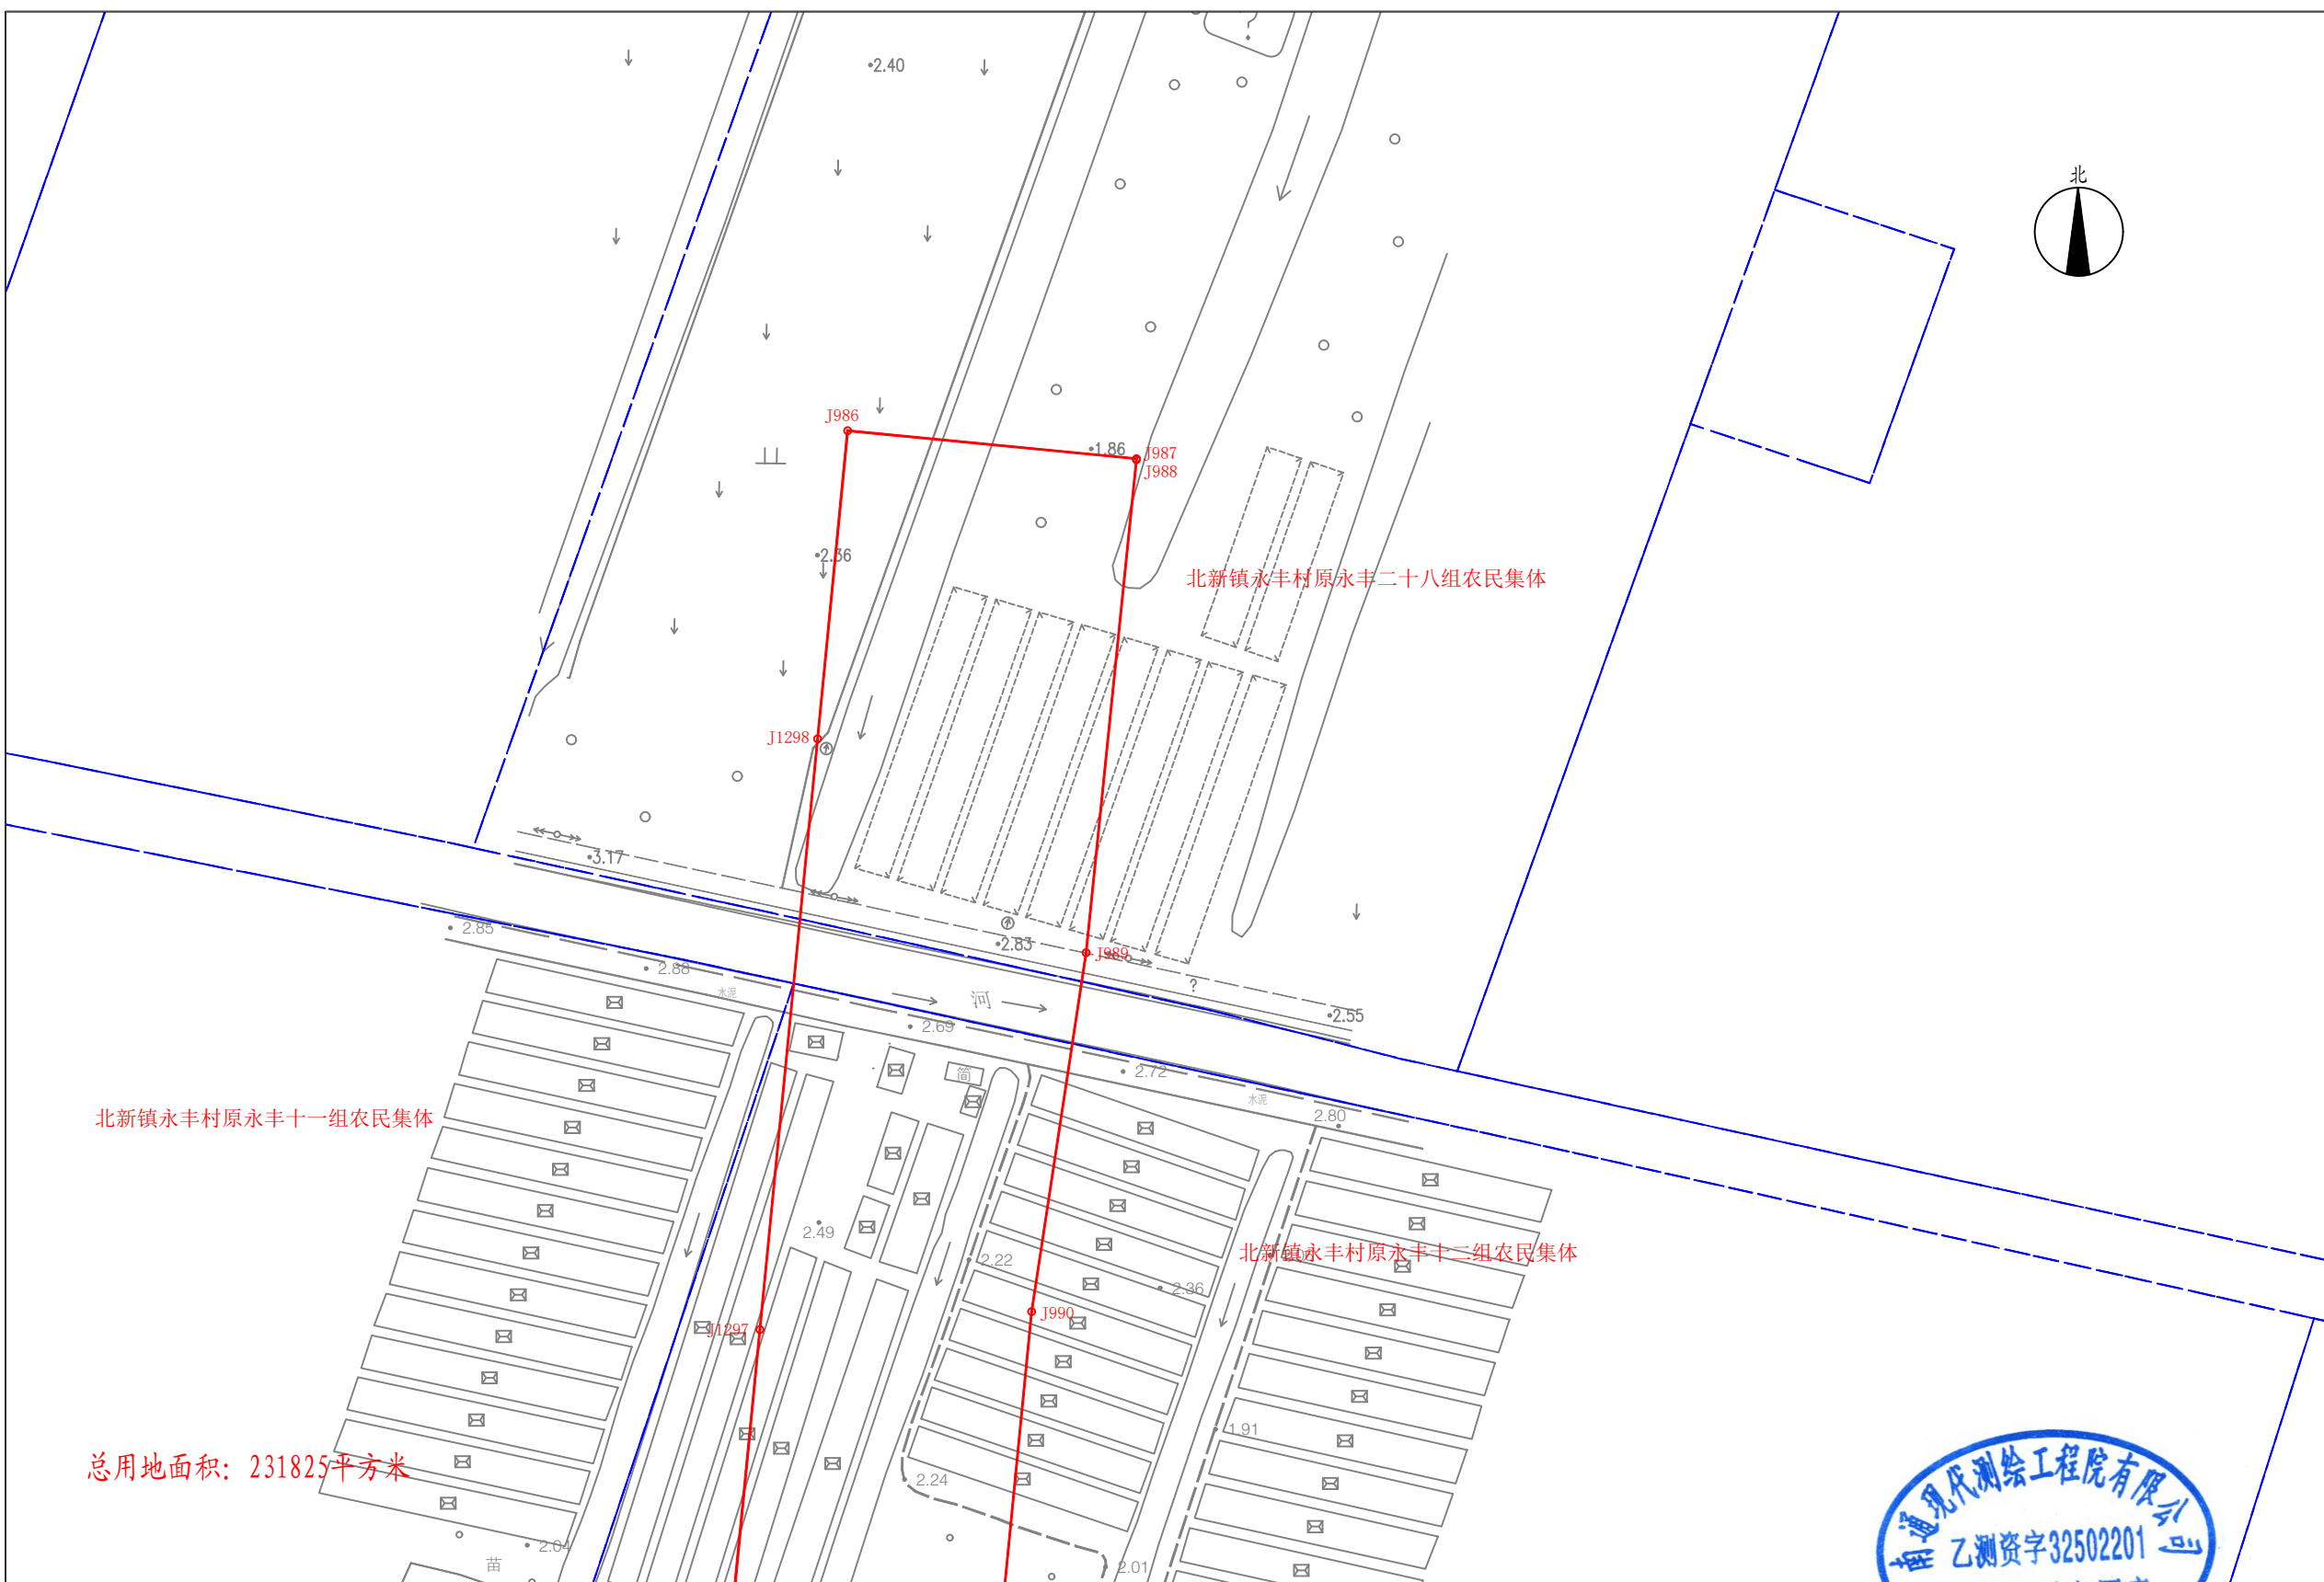 ?
•2.40
北
J986
•1.86
J987
J988
•2.36
北新镇永丰村原永丰二十八组农民集体
J1298
•3.17
• 2.85
•2.83
J989
• 2.88
水泥
河
?
•2.55
• 2.69
• 2.72
简
水泥
2.80
北新镇永丰村原永丰十一组农民集体
2.49
北新镇永丰村原永丰十二组农民集体
2.22
• 2.36
J990
J1297
1.91
总用地面积：231825平方米
2.24
南通现代测绘工程院有限公司
乙测资字32502201
• 2.04
苗
2.01